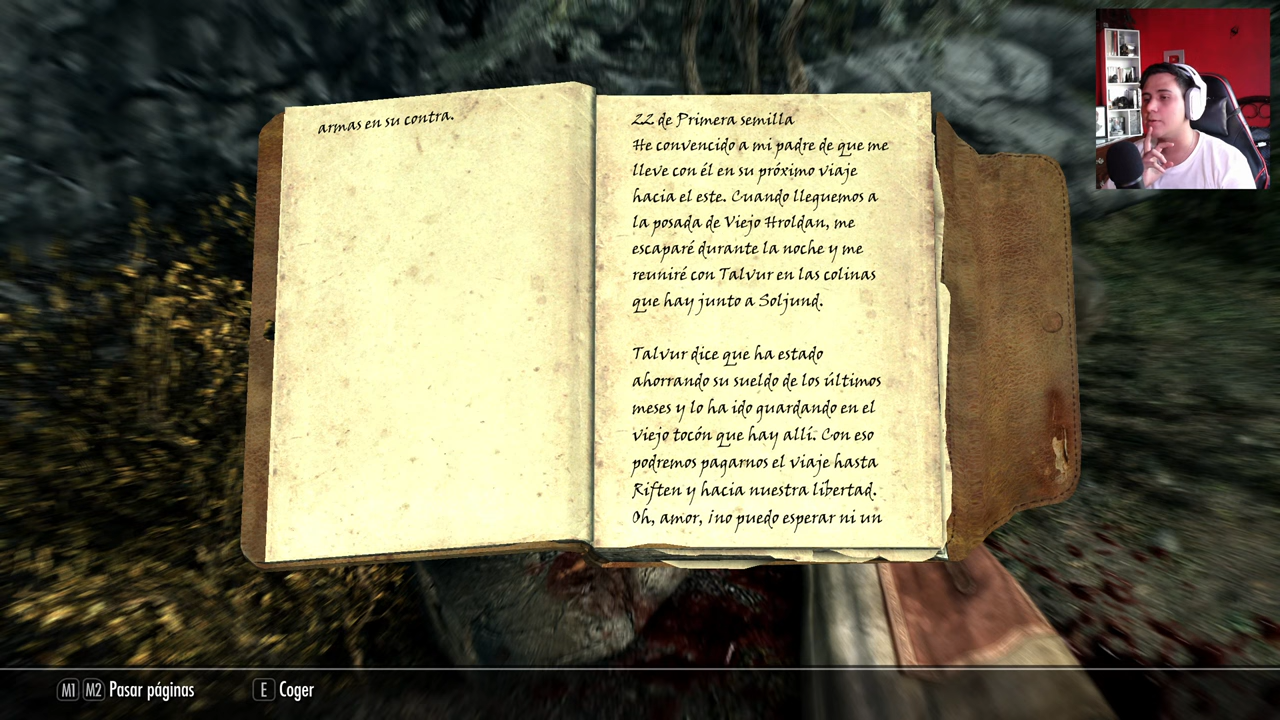 armas en su contra.
22 de Primera semilla
He convencido a mi padre de que me
lleve con él en su próximo viaje
hacia el este. Cuando lleguemos a
la posada de Viejo Hroldan, me
escaparé durante la noche y me
reuniré con Talvur en las colinas
que hay junto a Soljund.
Talvur dice que ha estado
ahorrando su sueldo de los últimos
meses y lo ha ido guardando en el
viejo tocón que hay allí. Con eso
podremos pagarnos el viaje hasta
Riften y hacia nuestra libertad.
Oh, amor, ¡no puedo esperar ni un
M1 M2 Pasar páginas
E Coger